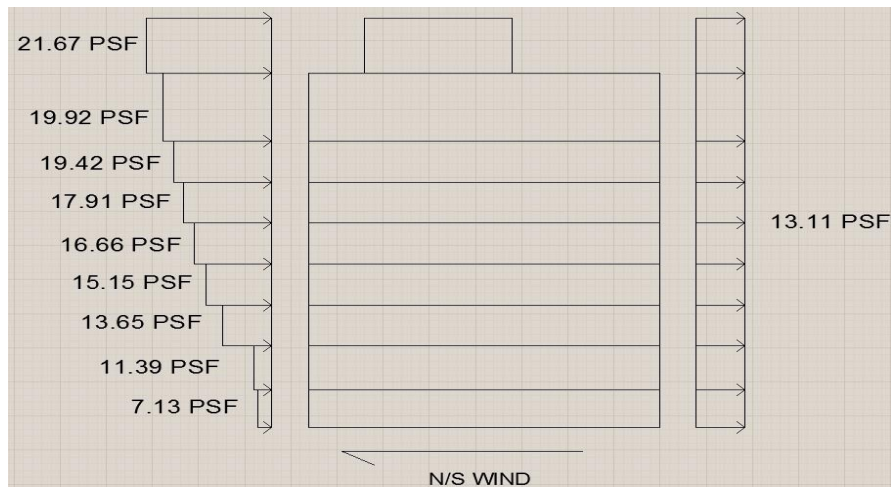 21.67 PSF
19.92 PSF
19.42 PSF
17.91 PSF
16.66 PSF
13.11 PSF
15.15 PSF
13.65 PSF
11.39 PSF
7.13 PSF
N/S WIND